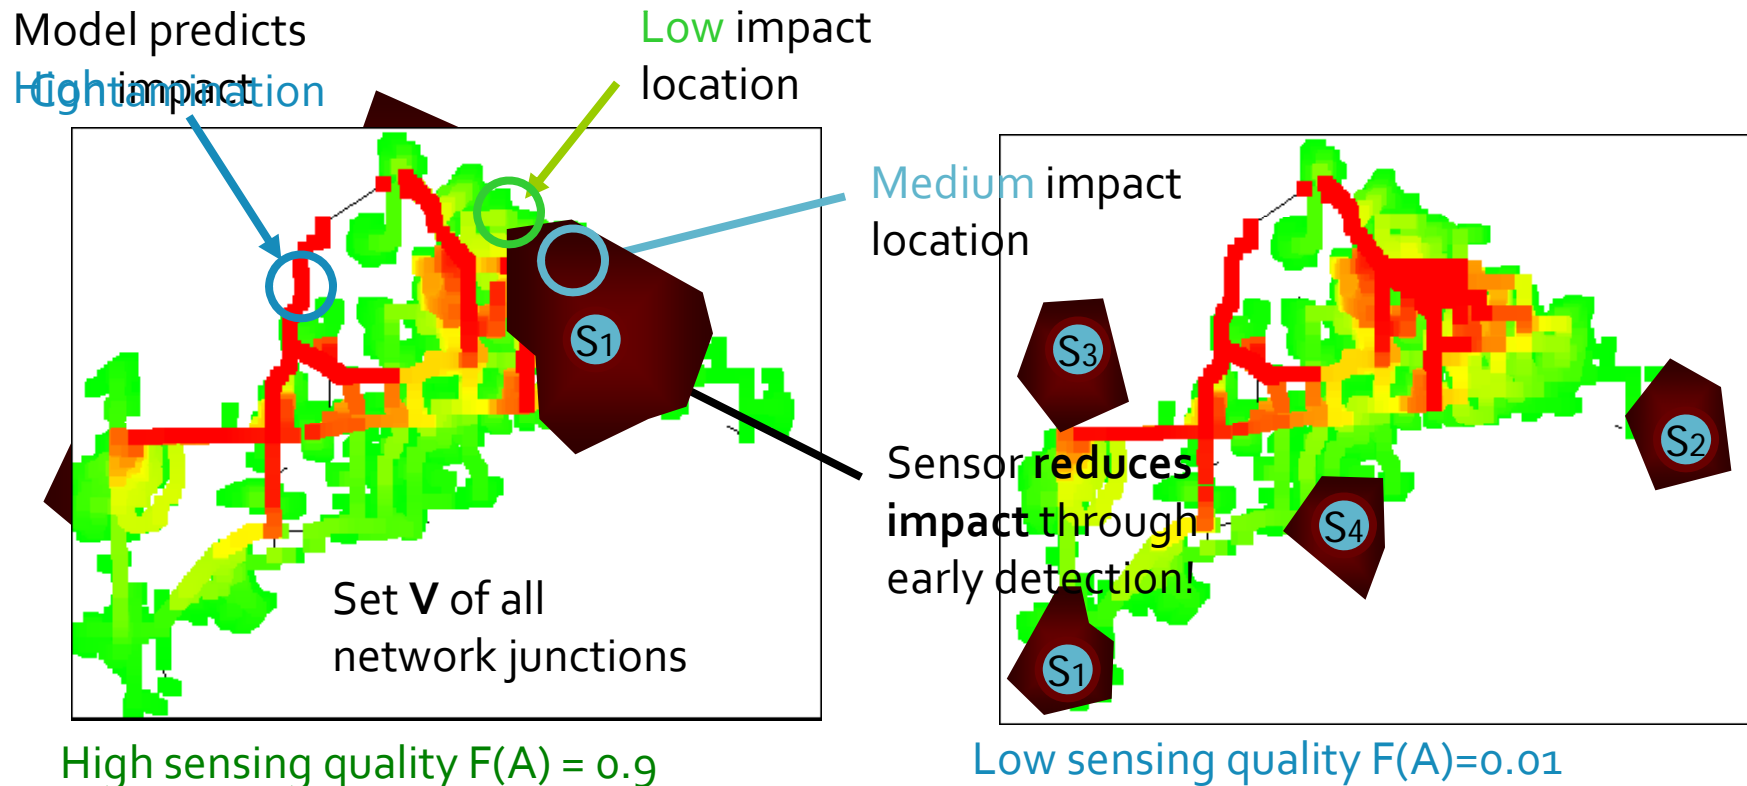 Model predicts
High impact
Contamination
Low impact
location
Medium impact
location
S1
S3
S2
Sensor reduces
impact through
early detection!
S4
Set V of all
network junctions
S1
High sensing quality F(A) = 0.9
Low sensing quality F(A)=0.01